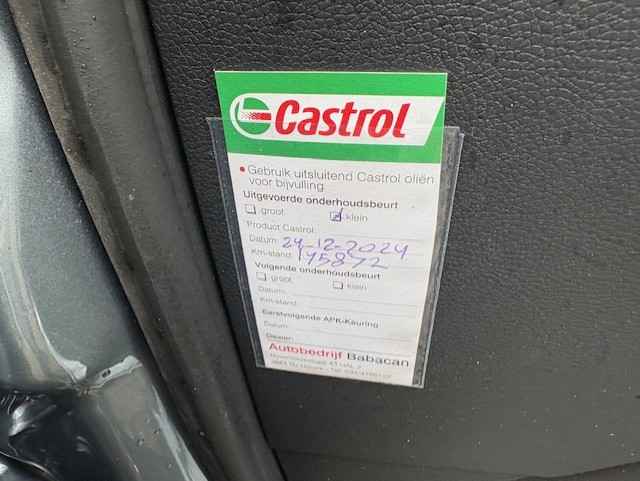 Castrol
• Gebruik uitsluitend Castrol oliën
voor bijvulling
Uitgevoerde onderhoudsbeurt
groot klein
Product Castrol:
Datum: 24-12-2024
Km-stand: 145872
Volgende onderhoudsbeurt
groot klein
Datum:
Km-stand:
Eerstvolgende APK-Keuring
Datum:
Dealer:
Autobedrijf Babacan